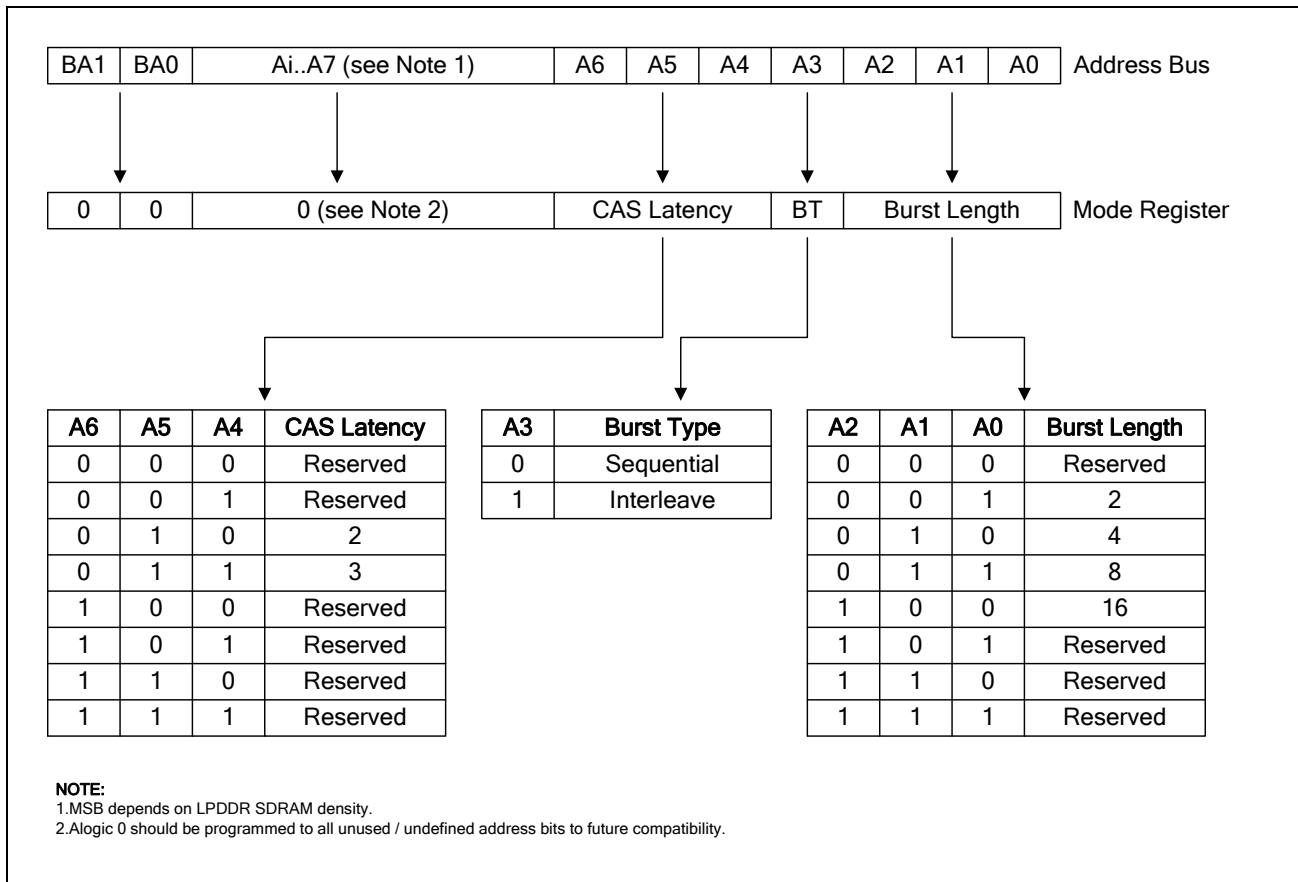 BA1 BA0 Ai..A7 (see Note 1) A6 A5 A4 A3 A2 A1 A0 Address Bus
0 0 0 (see Note 2) CAS Latency BT Burst Length Mode Register
A6 A5 A4 CAS Latency
0 0 0 Reserved
0 0 1 Reserved
0 1 0 2
0 1 1 3
1 0 0 Reserved
1 0 1 Reserved
1 1 0 Reserved
1 1 1 Reserved
A3 Burst Type
0 Sequential
1 Interleave
A2 A1 A0 Burst Length
0 0 0 Reserved
0 0 1 2
0 1 0 4
0 1 1 8
1 0 0 16
1 0 1 Reserved
1 1 0 Reserved
1 1 1 Reserved
NOTE:
1.MSB depends on LPDDR SDRAM density.
2.Alogic 0 should be programmed to all unused / undefined address bits to future compatibility.